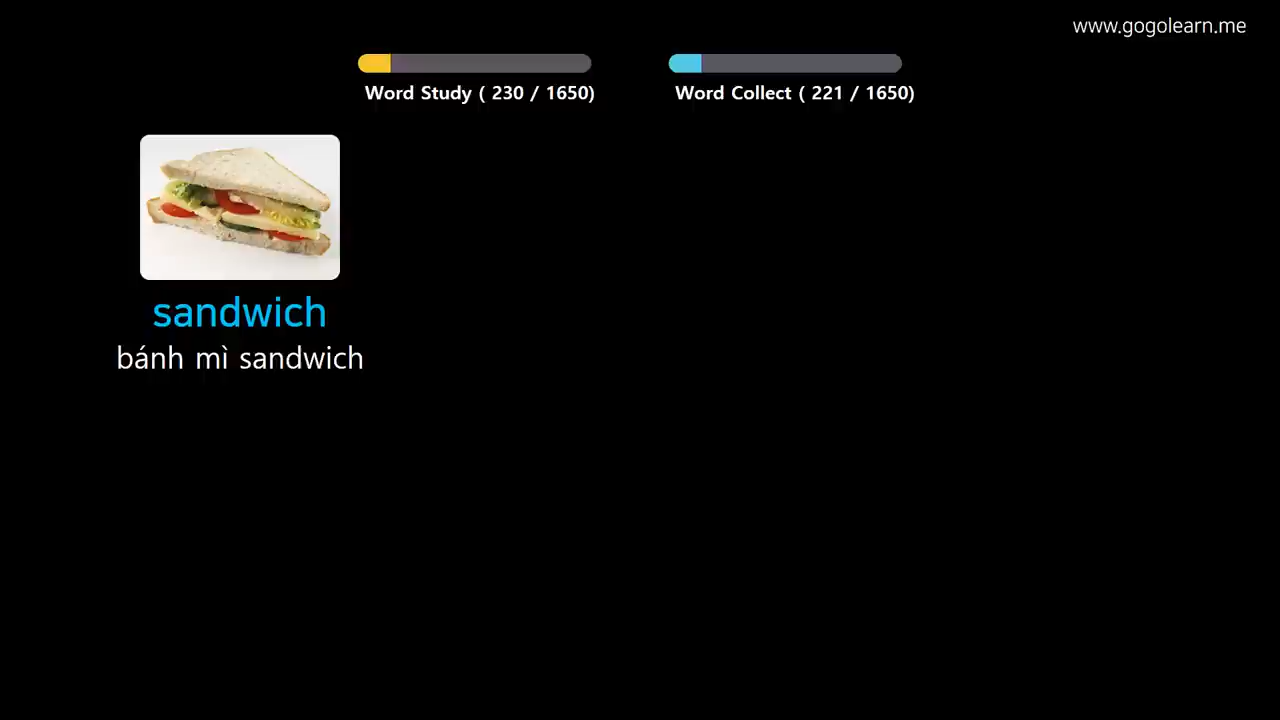 www.gogolearn.me
Word Study ( 230 / 1650)
Word Collect ( 221 / 1650)
sandwich
bánh mì sandwich